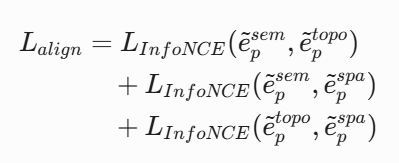 $L_{align} = L_{InfoNCE}(\tilde{e}_p^{sem}, \tilde{e}_p^{topo})$
$+ L_{InfoNCE}(\tilde{e}_p^{sem}, \tilde{e}_p^{spa})$
$+ L_{InfoNCE}(\tilde{e}_p^{topo}, \tilde{e}_p^{spa})$